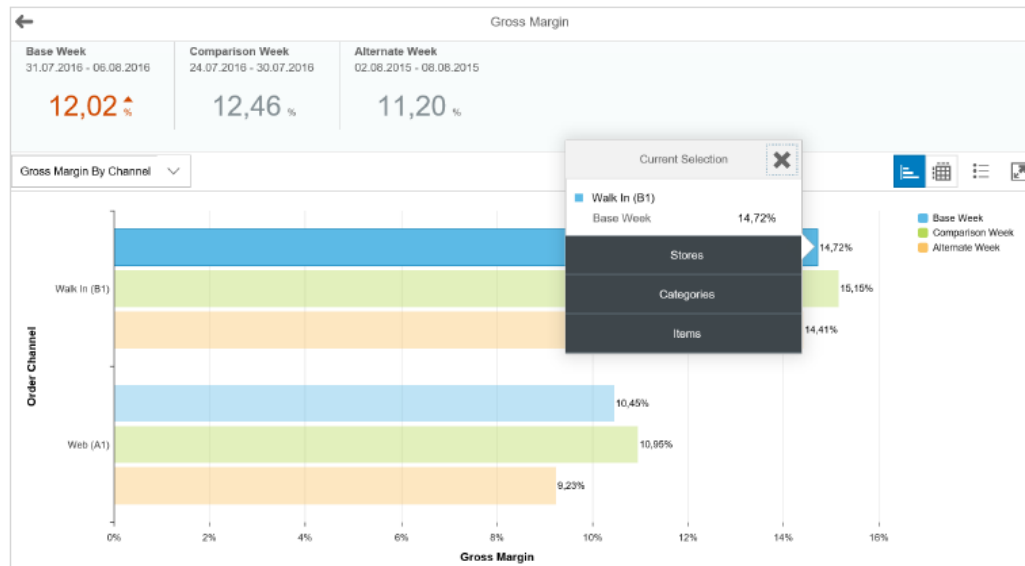 Gross Margin
Base Week
31.07.2016 - 06.08.2016
12,02 %
Comparison Week
24.07.2016 - 30.07.2016
12,46 %
Alternate Week
02.08.2015 - 08.08.2015
11,20 %
Gross Margin By Channel
Current Selection
Walk In (B1)
Base Week 14,72%
Stores
Categories
Items
Base Week
Comparison Week
Alternate Week
Order Channel
Walk In (B1)
14,72%
15,15%
14,41%
Web (A1)
10,45%
10,95%
9,23%
0% 2% 4% 6% 8% 10% 12% 14% 16%
Gross Margin